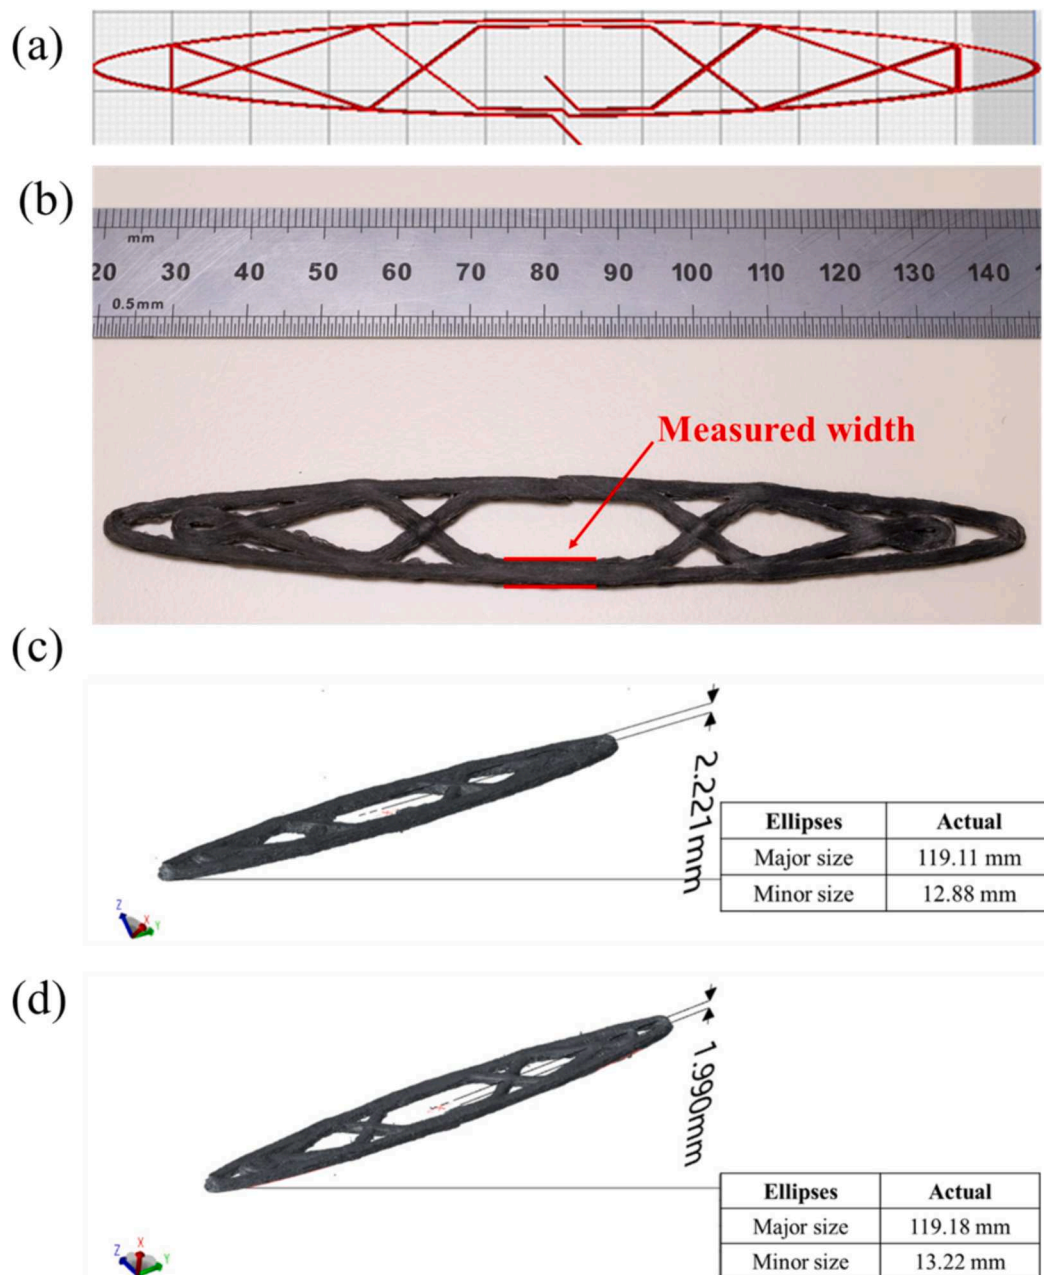 (a)
(b)
mm
20 30 40 50 60 70 80 90 100 110 120 130 140
0.5mm
Measured width
(c)
2.221mm
Ellipses Actual
Major size 119.11 mm
Minor size 12.88 mm
Z X Y
(d)
1.990mm
Ellipses Actual
Major size 119.18 mm
Minor size 13.22 mm
Z X Y